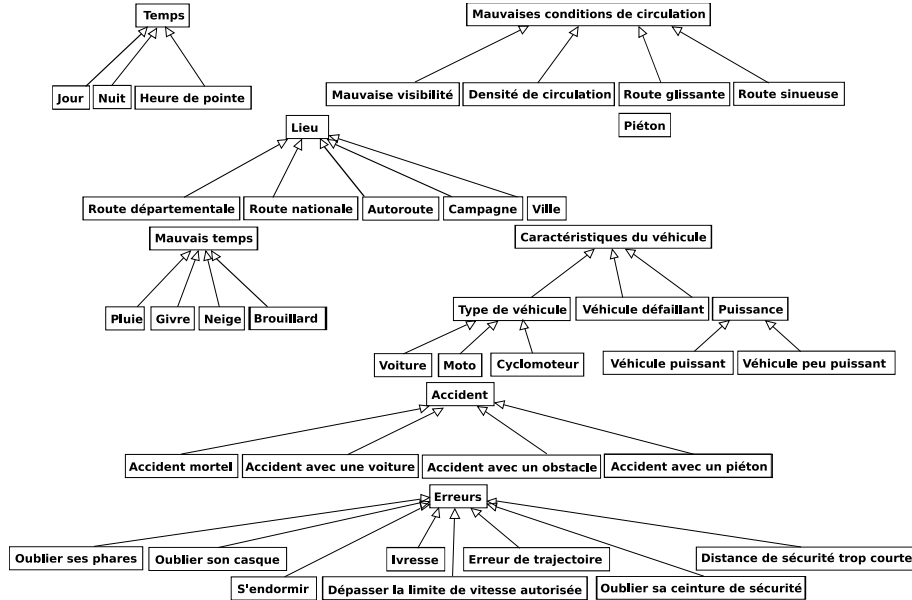 Temps
Mauvaises conditions de circulation
Jour
Nuit
Heure de pointe
Mauvaise visibilité
Densité de circulation
Route glissante
Route sinueuse
Piéton
Lieu
Route départementale
Route nationale
Autoroute
Campagne
Ville
Mauvais temps
Caractéristiques du véhicule
Pluie
Givre
Neige
Brouillard
Type de véhicule
Véhicule défaillant
Puissance
Voiture
Moto
Cyclomoteur
Véhicule puissant
Véhicule peu puissant
Accident
Accident mortel
Accident avec une voiture
Accident avec un obstacle
Accident avec un piéton
Erreurs
Oublier ses phares
Oublier son casque
Ivresse
Erreur de trajectoire
Distance de sécurité trop courte
S'endormir
Dépasser la limite de vitesse autorisée
Oublier sa ceinture de sécurité